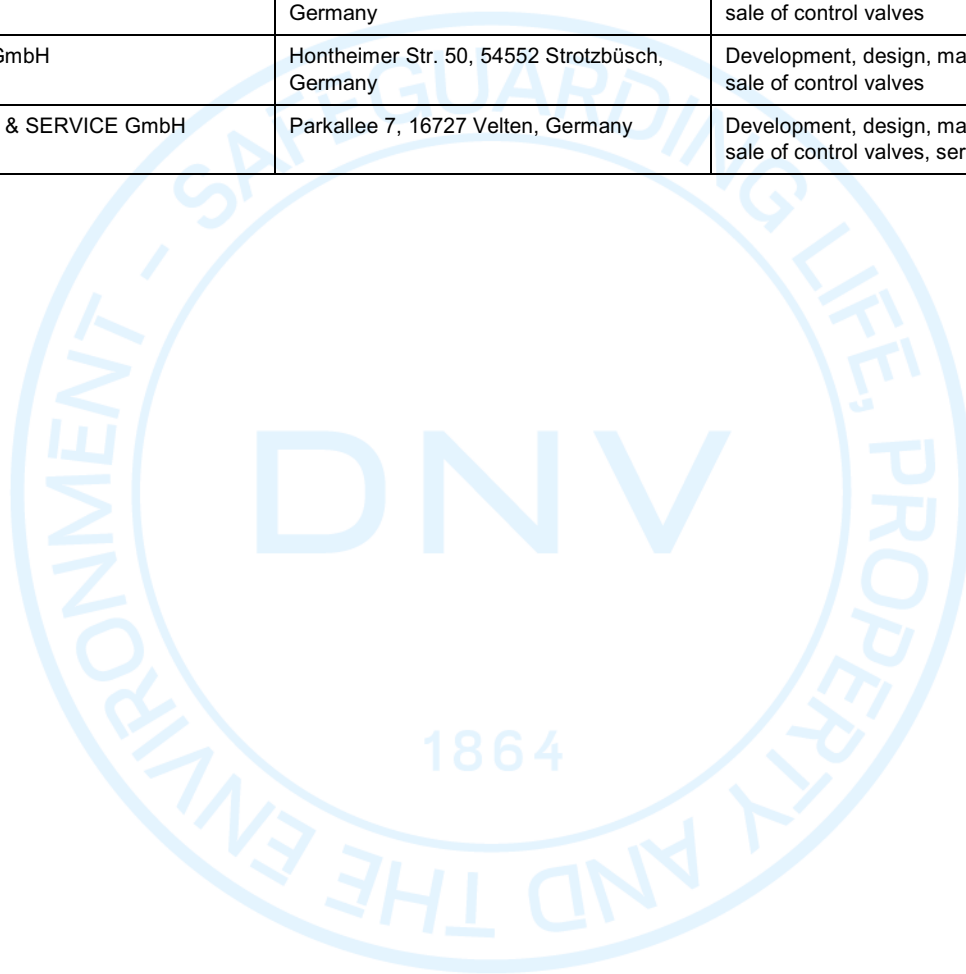 Germany
sale of control valves
GmbH
Hontheimer Str. 50, 54552 Strotzbüsch,
Germany
Development, design, ma
sale of control valves
& SERVICE GmbH
Parkallee 7, 16727 Velten, Germany
Development, design, ma
sale of control valves, ser
SAFEGUARDING LIFE, PROPERTY AND THE ENVIRONMENT -
DNV
1864